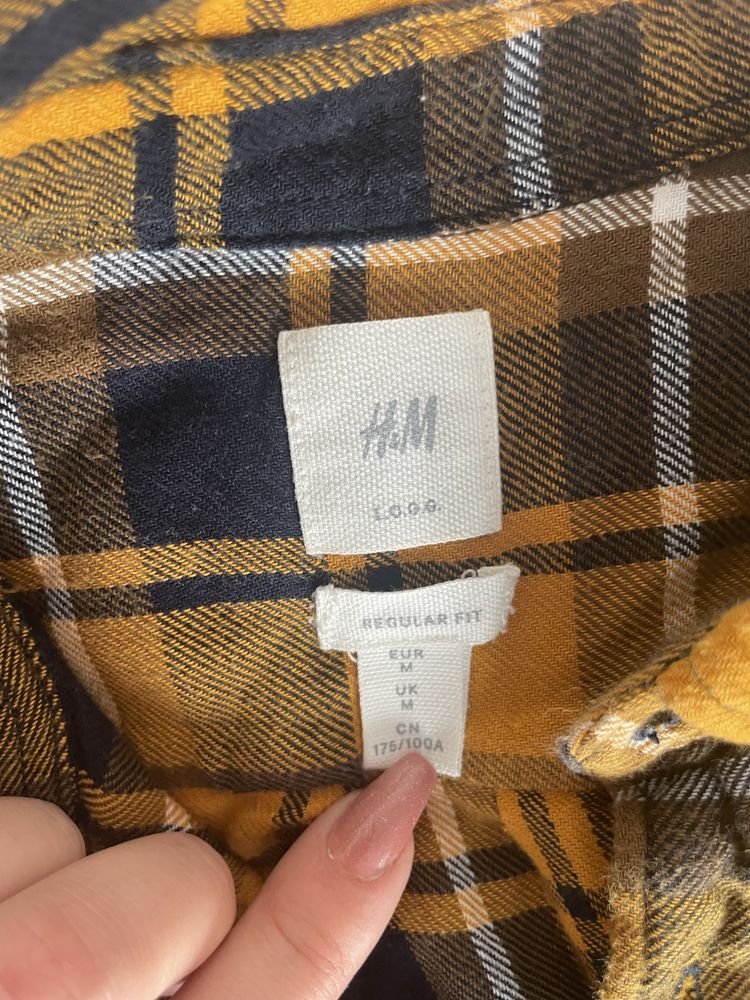 H&M
L.O.G.G.
REGULAR FIT
EUR
M
UK
M
CN
175/100A